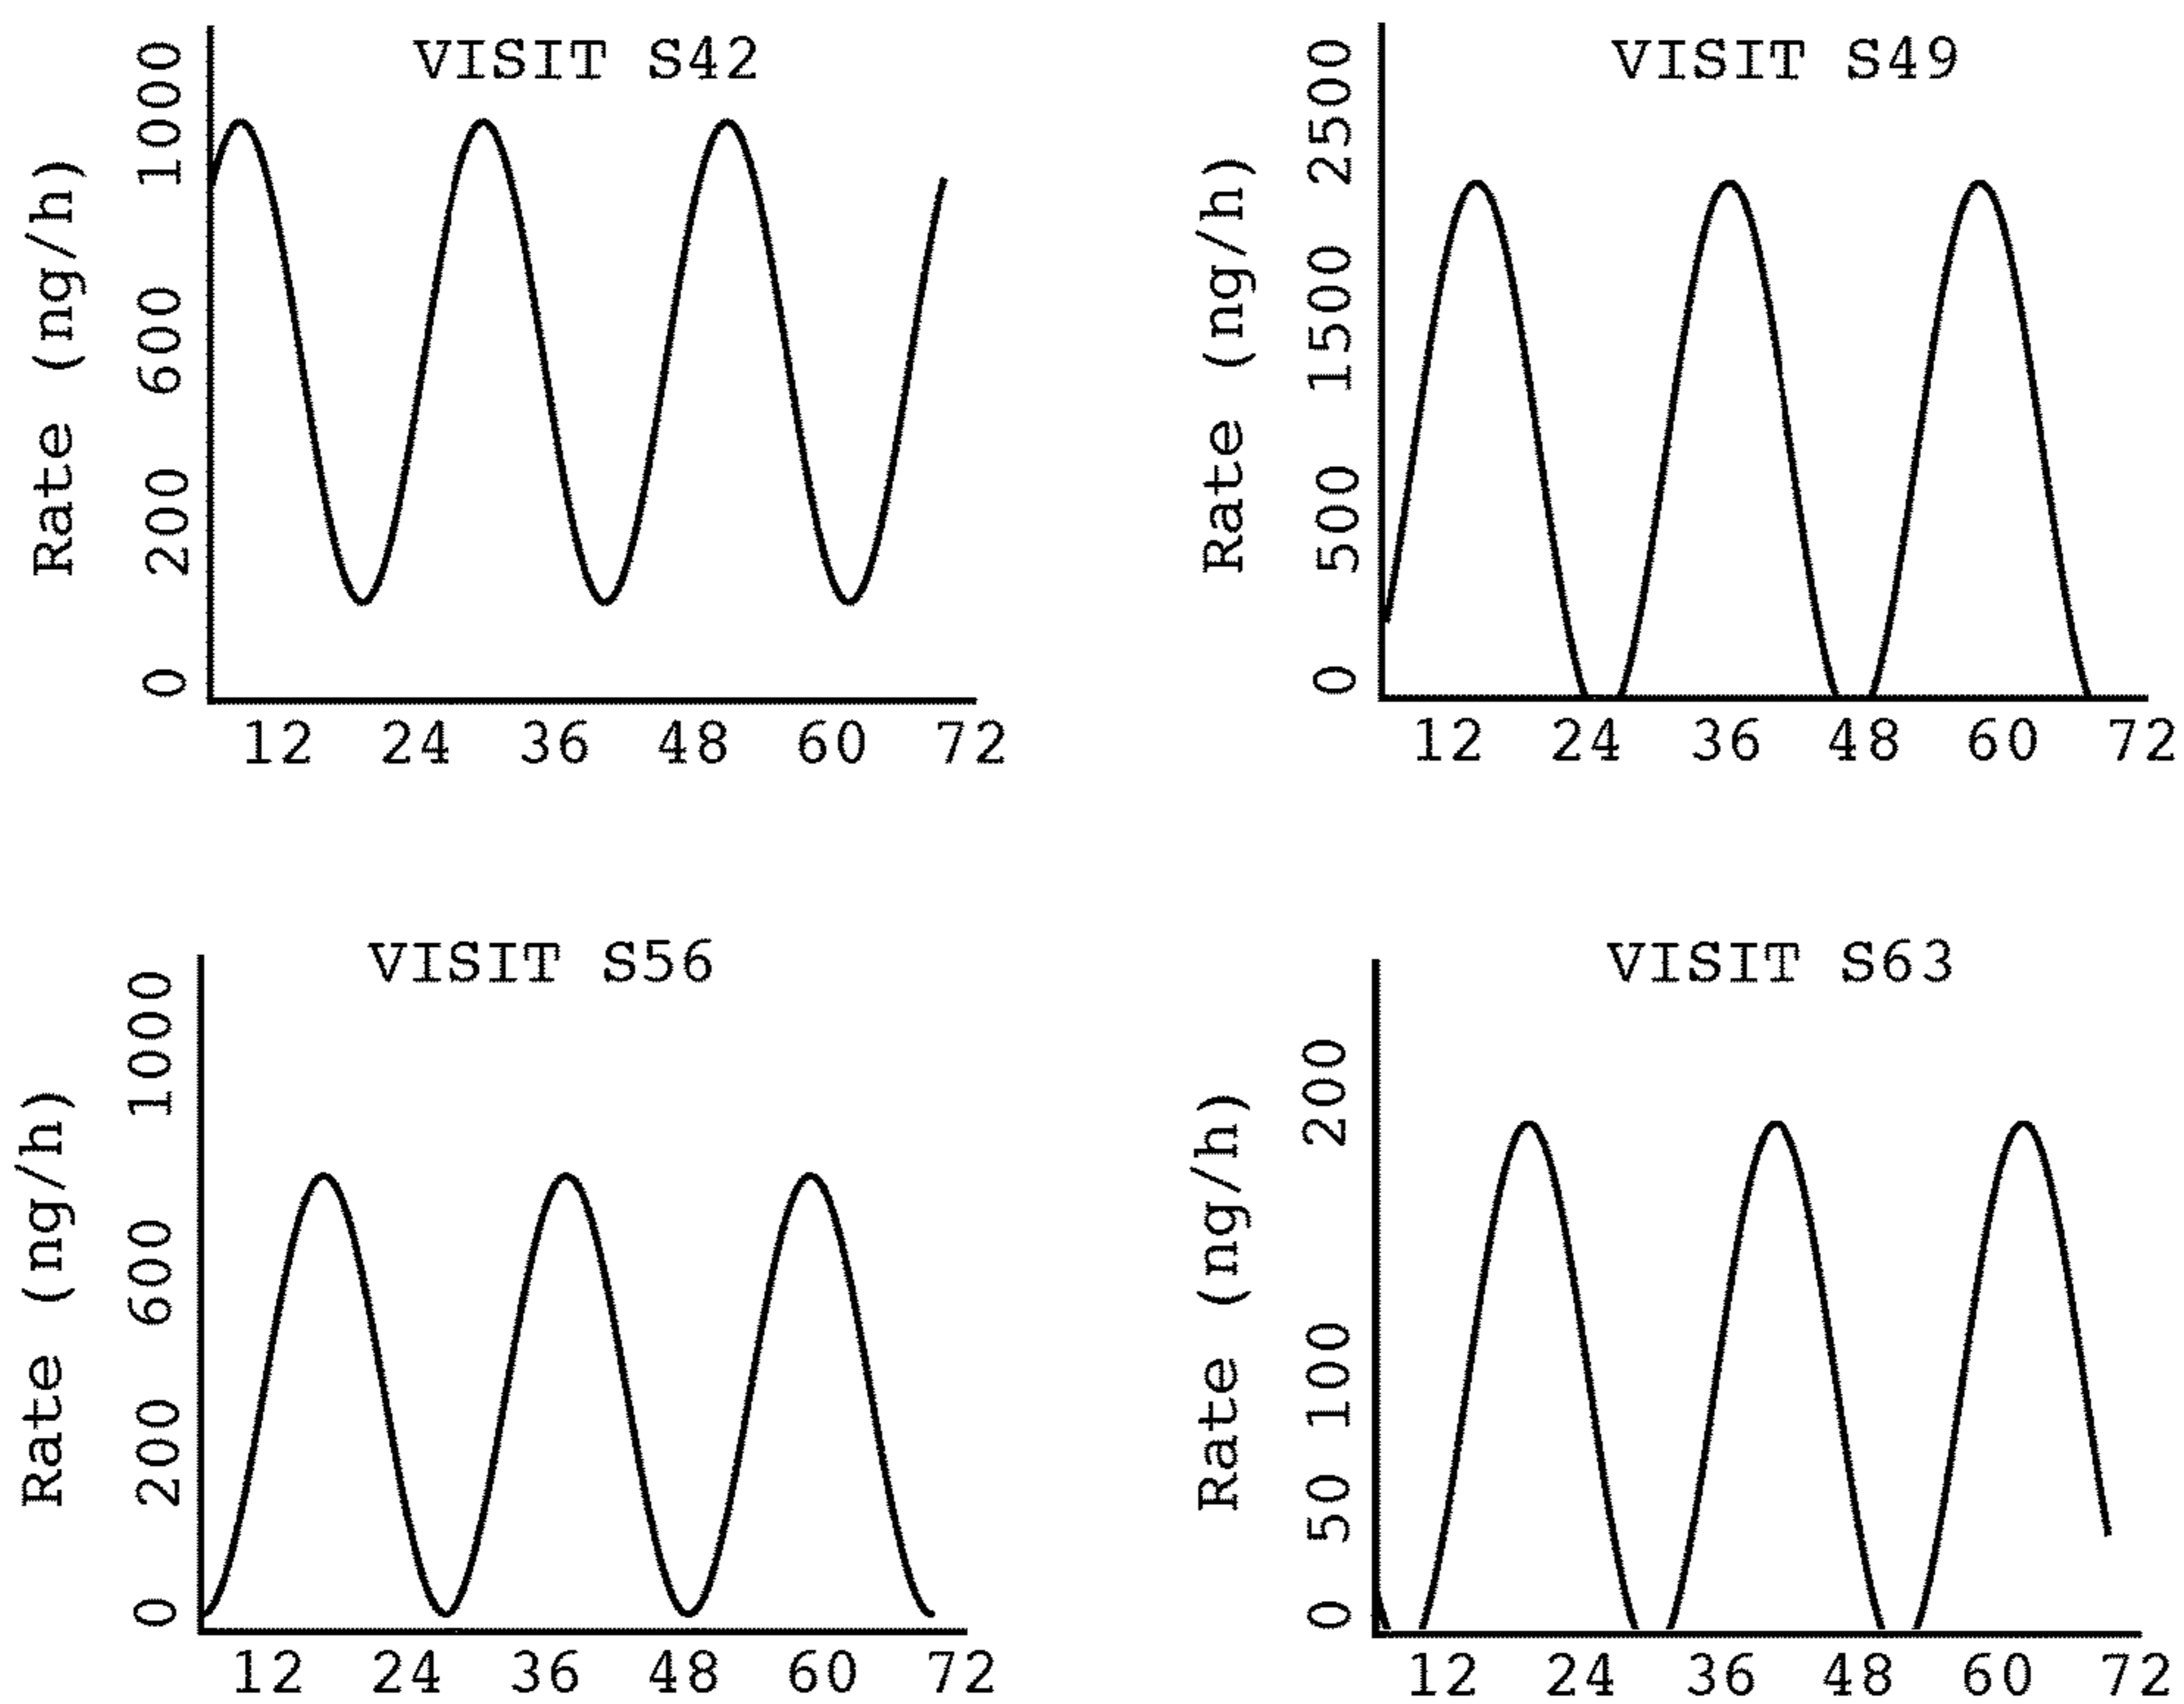 VISIT S42
Rate (ng/h)
1000
600
200
0
12 24 36 48 60 72
VISIT S49
Rate (ng/h)
2500
1500
500
0
12 24 36 48 60 72
VISIT S56
Rate (ng/h)
1000
600
200
0
12 24 36 48 60 72
VISIT S63
Rate (ng/h)
200
100
50
0
12 24 36 48 60 72